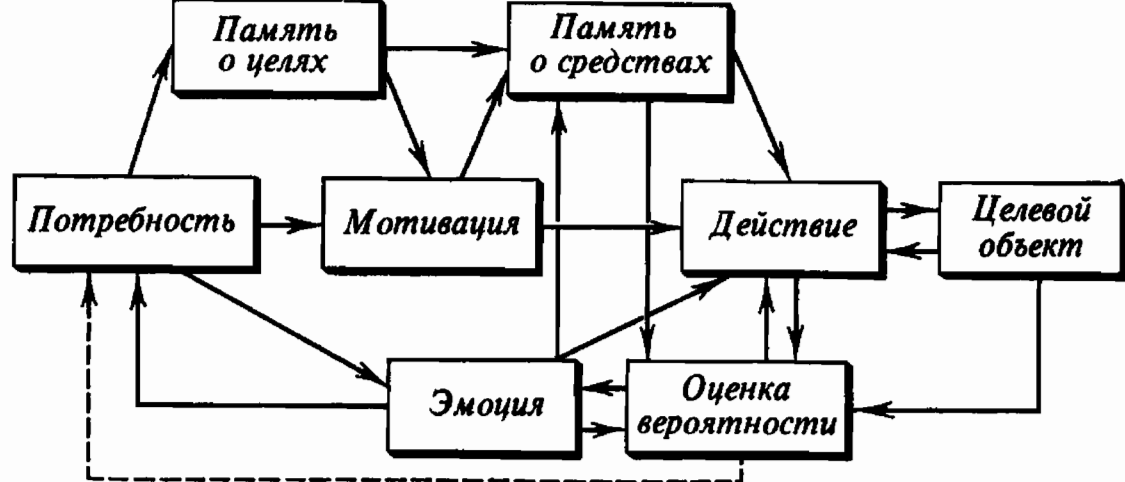 Память
о целях
Память
о средствах
Потребность
Мотивация
Действие
Целевой
объект
Эмоция
Оценка
вероятности